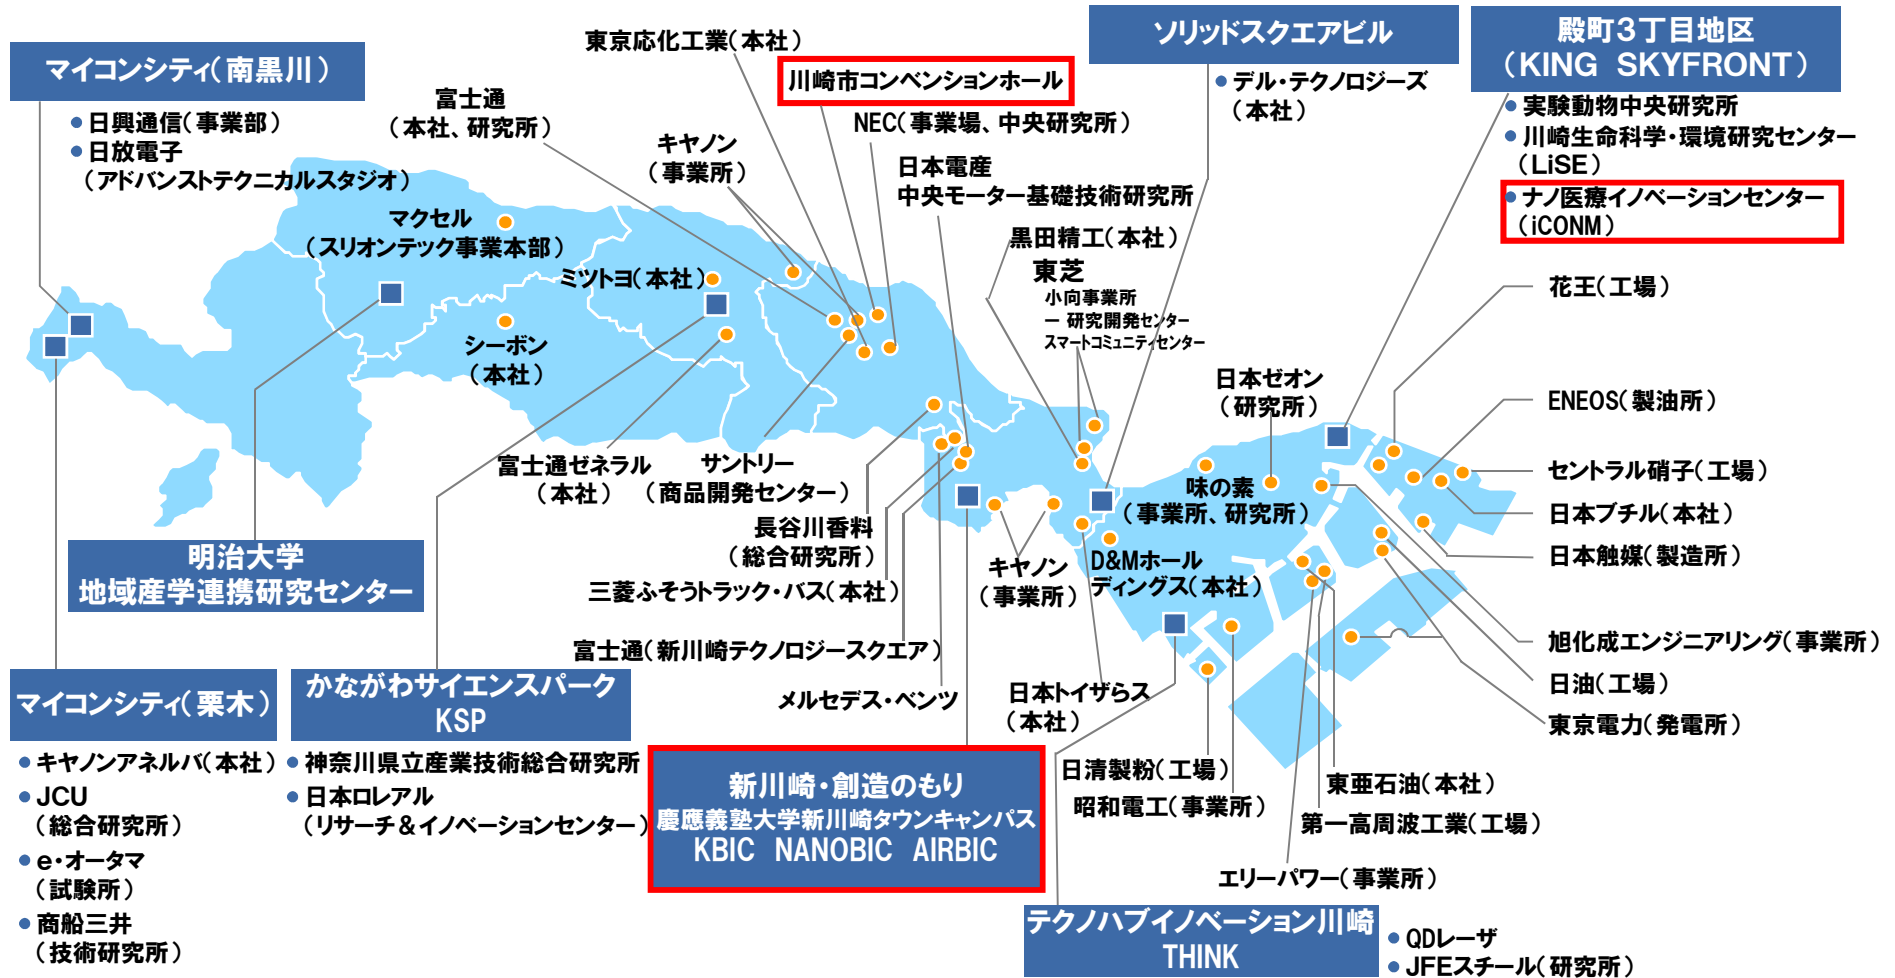 マイコンシティ(南黒川)
日興通信(事業部)
日放電子
(アドバンストテクニカルスタジオ)
富士通
(本社、研究所)
東京応化工業(本社)
川崎市コンベンションホール
キヤノン
(事業所)
NEC(事業場、中央研究所)
日本電産
中央モーター基礎技術研究所
ソリッドスクエアビル
デル・テクノロジーズ
(本社)
殿町3丁目地区
(KING SKYFRONT)
実験動物中央研究所
川崎生命科学・環境研究センター
(LiSE)
ナノ医療イノベーションセンター
(iCONM)
マクセル
(スリオンテック事業本部)
ミツトヨ(本社)
シーボン
(本社)
黒田精工(本社)
東芝
小向事業所
ー 研究開発センター
スマートコミュニティセンター
日本ゼオン
(研究所)
花王(工場)
ENEOS(製油所)
セントラル硝子(工場)
日本ブチル(本社)
日本触媒(製造所)
富士通ゼネラル
(本社)
サントリー
(商品開発センター)
長谷川香料
(総合研究所)
三菱ふそうトラック・バス(本社)
富士通(新川崎テクノロジースクエア)
メルセデス・ベンツ
キヤノン
(事業所)
味の素
(事業所、研究所)
D&Mホール
ディングス(本社)
日本トイザらス
(本社)
旭化成エンジニアリング(事業所)
日油(工場)
東京電力(発電所)
明治大学
地域産学連携研究センター
マイコンシティ(栗木)
キヤノンアネルバ(本社)
JCU
(総合研究所)
e・オータマ
(試験所)
商船三井
(技術研究所)
かながわサイエンスパーク
KSP
神奈川県立産業技術総合研究所
日本ロレアル
(リサーチ&イノベーションセンター)
新川崎・創造のもり
慶應義塾大学新川崎タウンキャンパス
KBIC NANOBIC AIRBIC
日清製粉(工場)
昭和電工(事業所)
東亜石油(本社)
第一高周波工業(工場)
エリーパワー(事業所)
テクノハブイノベーション川崎
THINK
QDレーザ
JFEスチール(研究所)